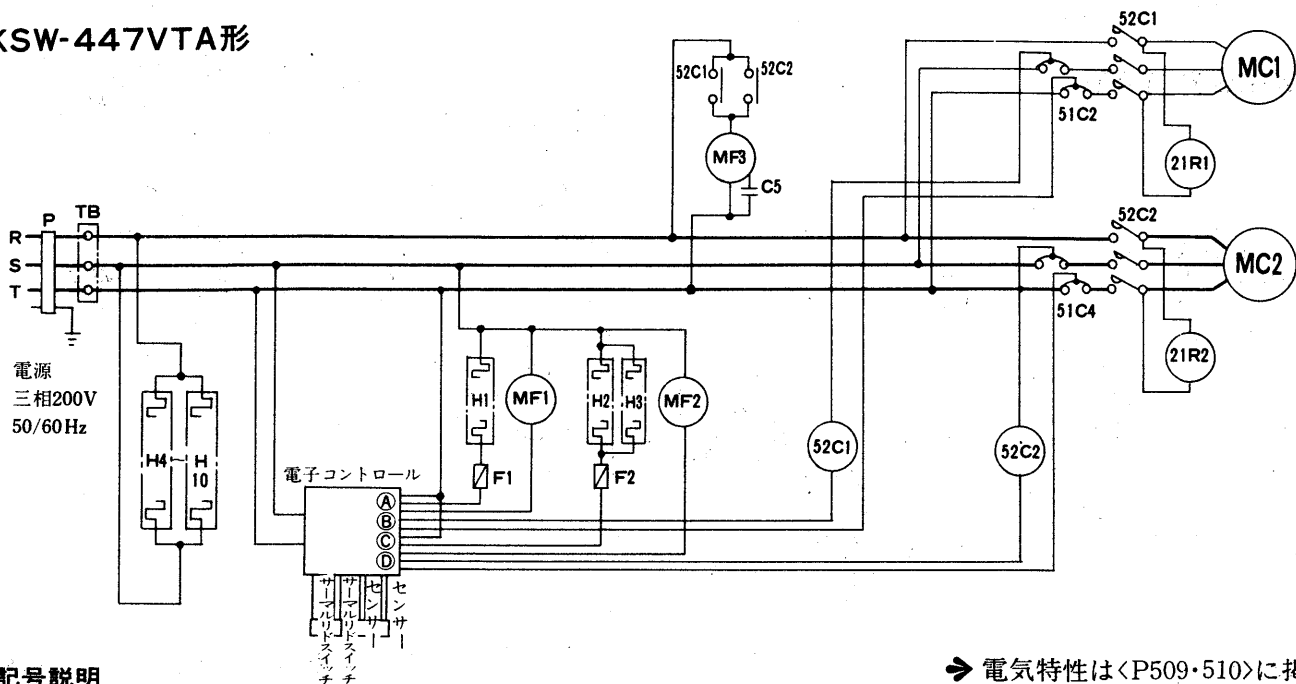 KSW-447VTA形
52C1
52C1
52C2
MC1
MF3
51C2
C5
21R1
P
TB
52C2
R
S
T
MC2
51C4
電源
三相200V
50/60Hz
21R2
H1
MF1
H2
H3
MF2
52C1
52C2
H4~H10
電子コントロール
F1
F2
Ⓐ
Ⓑ
Ⓒ
Ⓓ
サーマルリードスイッチ
サーマルリードスイッチ
センサー
センサー
記号説明
➔ 電気特性は〈P509・510〉に